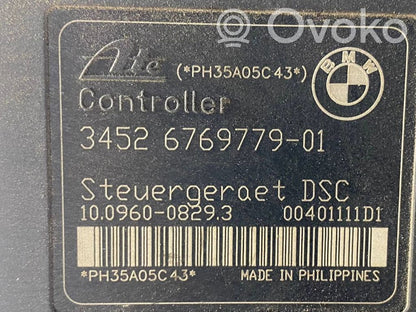 Ovoko
Ate (*PH35A05C43*)
BMW
Controller
3452 6769779-01
Steuergeraet DSC
10.0960-0829.3 00401111D1
*PH35A05C43* MADE IN PHILIPPINES